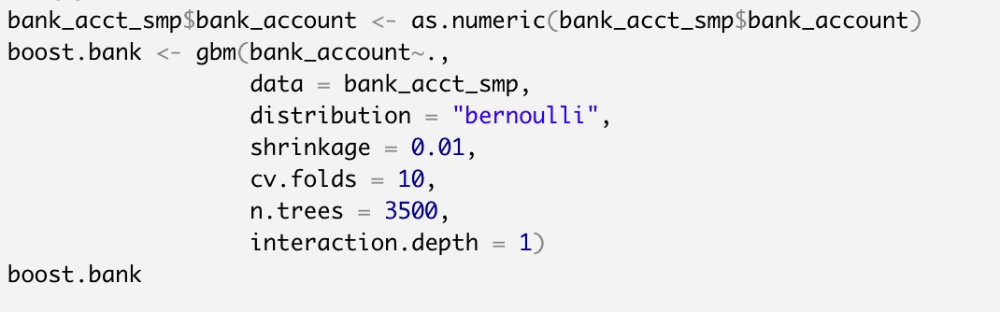 bank_acct_smp$bank_account <- as.numeric(bank_acct_smp$bank_account)
boost.bank <- gbm(bank_account~.,
                  data = bank_acct_smp,
                  distribution = "bernoulli",
                  shrinkage = 0.01,
                  cv.folds = 10,
                  n.trees = 3500,
                  interaction.depth = 1)
boost.bank